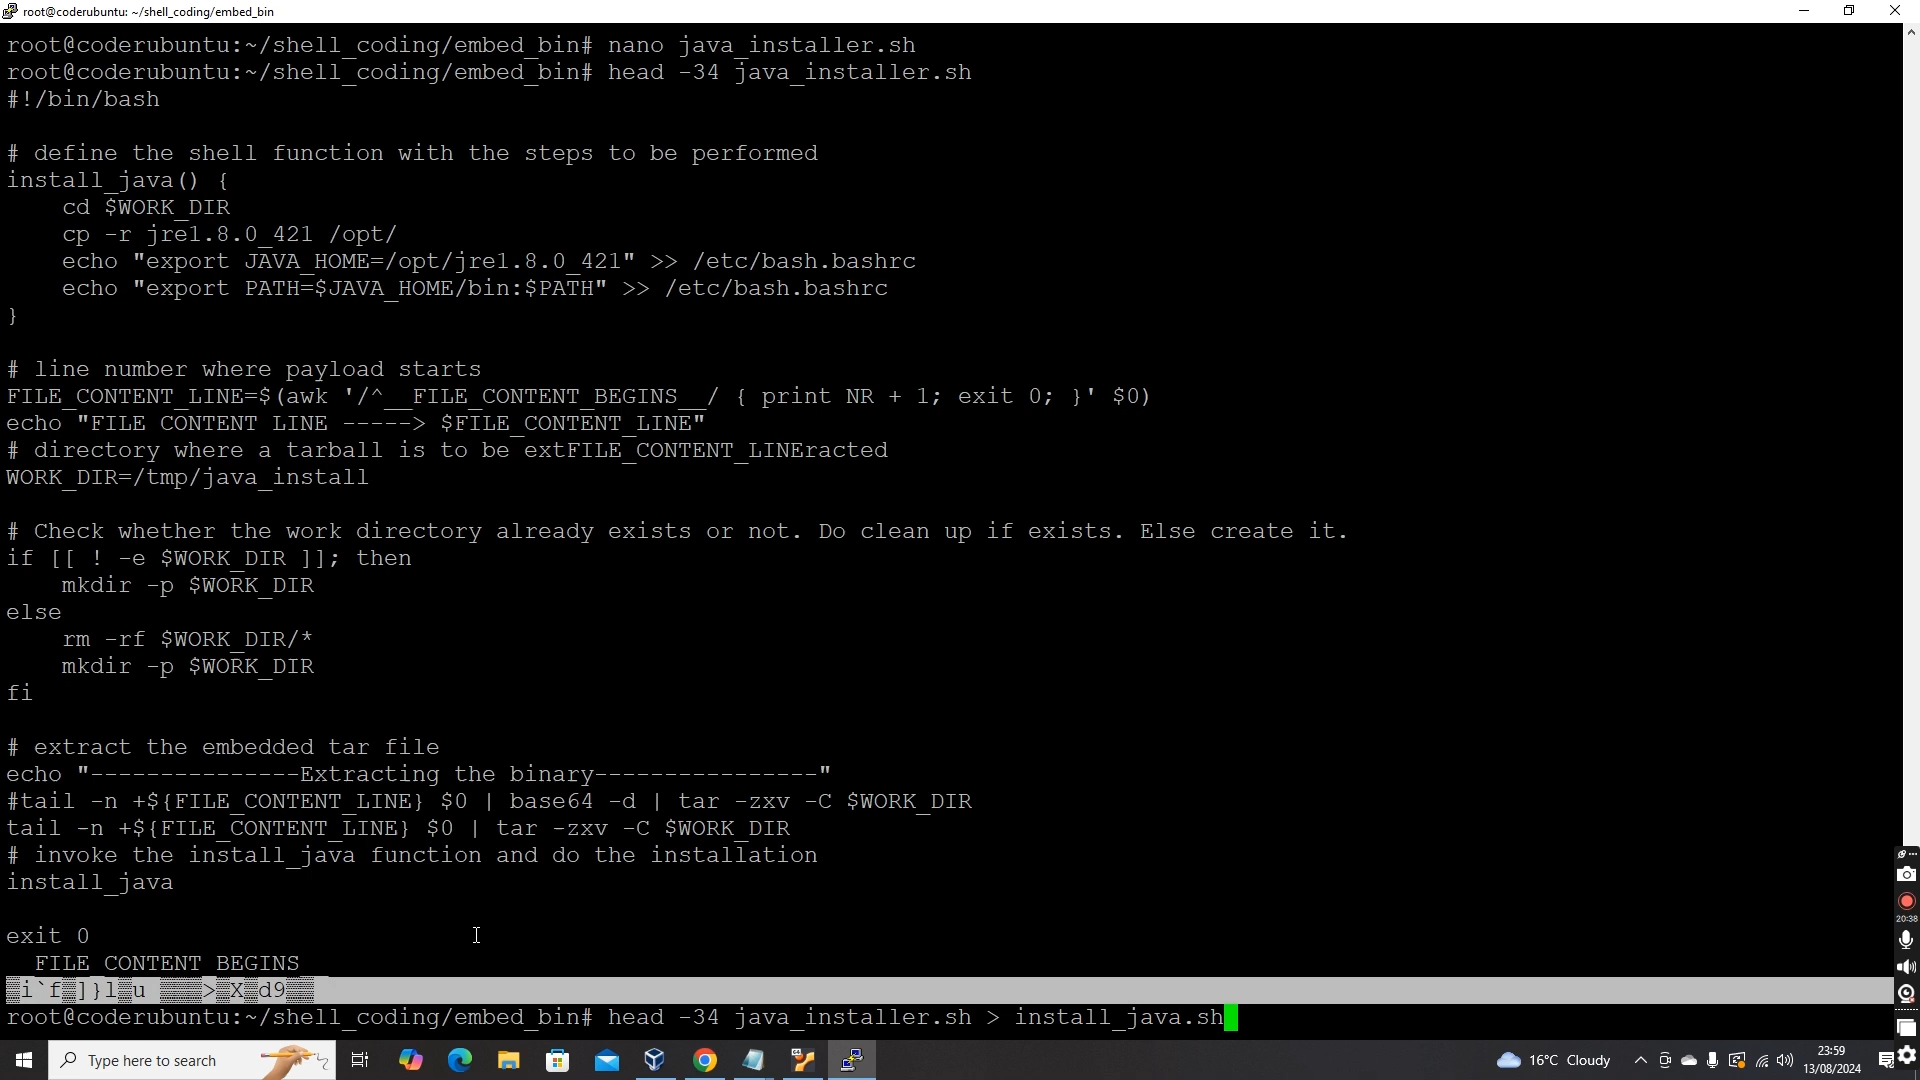 root@coderubuntu: ~/shell_coding/embed_bin
root@coderubuntu:~/shell_coding/embed_bin# nano java_installer.sh
root@coderubuntu:~/shell_coding/embed_bin# head -34 java_installer.sh
#!/bin/bash
# define the shell function with the steps to be performed
install_java() {
    cd $WORK_DIR
    cp -r jre1.8.0_421 /opt/
    echo "export JAVA_HOME=/opt/jre1.8.0_421" >> /etc/bash.bashrc
    echo "export PATH=$JAVA_HOME/bin:$PATH" >> /etc/bash.bashrc
}
# line number where payload starts
FILE_CONTENT_LINE=$(awk '/^__FILE_CONTENT_BEGINS__/ { print NR + 1; exit 0; }' $0)
echo "FILE CONTENT LINE -----> $FILE_CONTENT_LINE"
# directory where a tarball is to be extFILE_CONTENT_LINEracted
WORK_DIR=/tmp/java_install
# Check whether the work directory already exists or not. Do clean up if exists. Else create it.
if [[ ! -e $WORK_DIR ]]; then
    mkdir -p $WORK_DIR
else
    rm -rf $WORK_DIR/*
    mkdir -p $WORK_DIR
fi
# extract the embedded tar file
echo "---------------Extracting the binary----------------"
#tail -n +${FILE_CONTENT_LINE} $0 | base64 -d | tar -zxv -C $WORK_DIR
tail -n +${FILE_CONTENT_LINE} $0 | tar -zxv -C $WORK_DIR
# invoke the install_java function and do the installation
install_java
exit 0
__FILE_CONTENT_BEGINS__
root@coderubuntu:~/shell_coding/embed_bin# head -34 java_installer.sh > install_java.sh
20:38
Type here to search
16°C Cloudy
23:59
13/08/2024